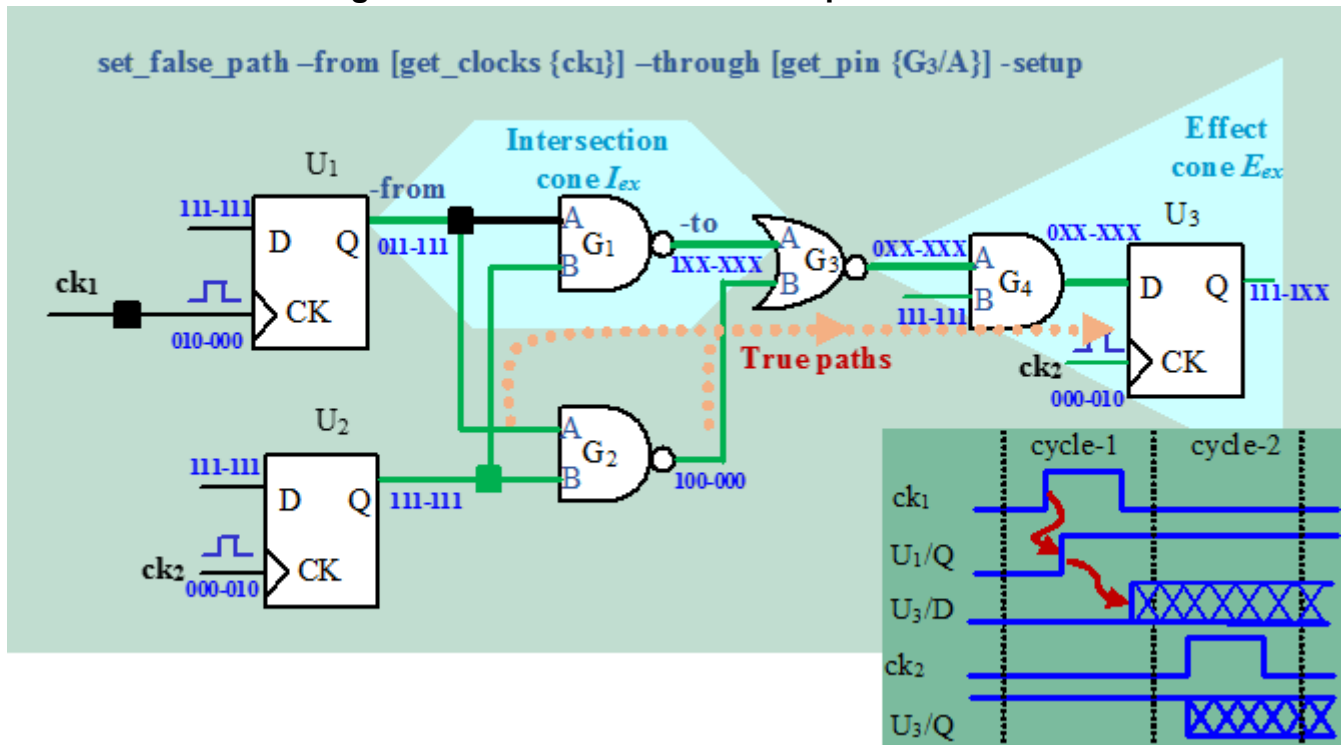 set_false_path –from [get_clocks {ck1}] –through [get_pin {G3/A}] -setup
Intersection
cone Iex
Effect
cone Eex
U1
-from
111-111
D
Q
011-111
ck1
CK
010-000
A
G1
B
-to
1XX-XXX
A
G3
B
0XX-XXX
A
G4
B
111-111
0XX-XXX
U3
D
Q
111-1XX
ck2
CK
000-010
True paths
U2
111-111
D
Q
111-111
ck2
CK
000-010
A
G2
B
100-000
cycle-1
cycle-2
ck1
U1/Q
U3/D
ck2
U3/Q